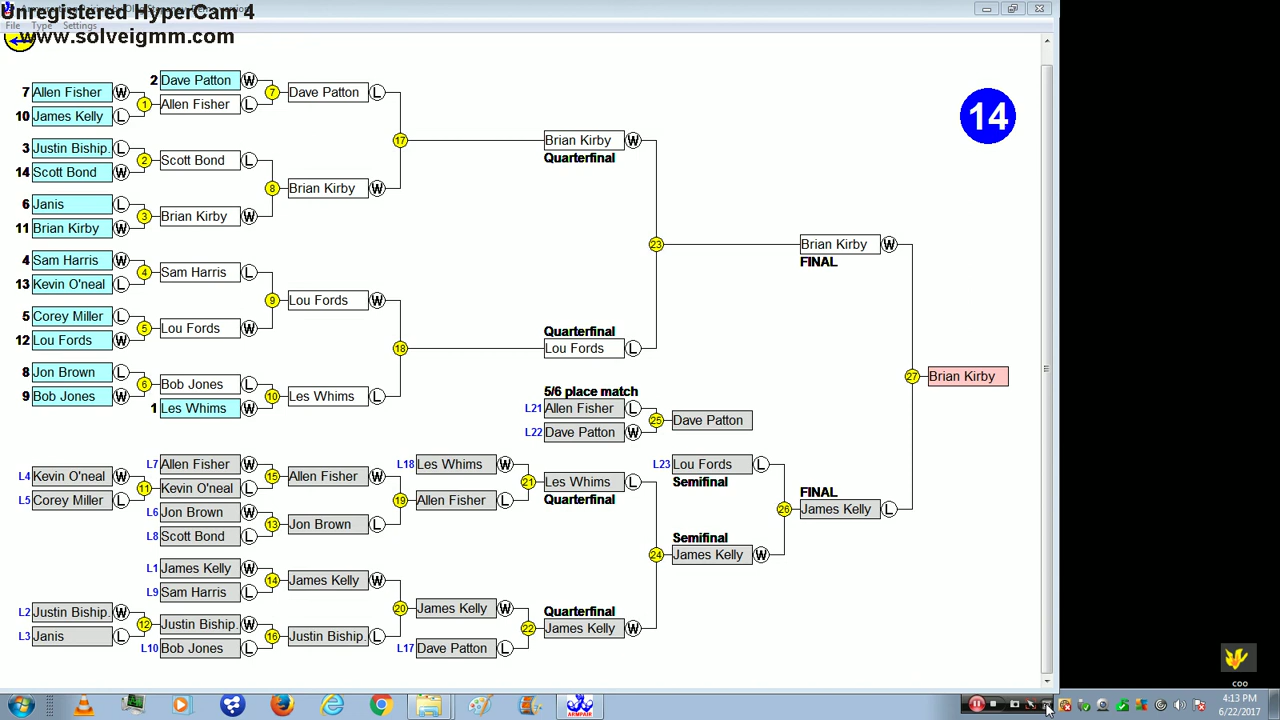 Unregistered HyperCam 4
File Type Settings
www.solveigmm.com
14
2 Dave Patton W
7 Allen Fisher W
1 Allen Fisher L
7 Dave Patton L
10 James Kelly L
17 Brian Kirby W
Quarterfinal
3 Justin Biship. L
2 Scott Bond L
14 Scott Bond W
8 Brian Kirby W
6 Janis L
3 Brian Kirby W
11 Brian Kirby W
23 Brian Kirby W
FINAL
4 Sam Harris W
4 Sam Harris L
13 Kevin O'neal L
9 Lou Fords W
5 Corey Miller L
5 Lou Fords W
12 Lou Fords W
Quarterfinal
18 Lou Fords L
8 Jon Brown L
6 Bob Jones L
9 Bob Jones W
10 Les Whims L
1 Les Whims W
27 Brian Kirby
5/6 place match
L21 Allen Fisher L
25 Dave Patton
L22 Dave Patton W
L7 Allen Fisher W
L18 Les Whims W
L23 Lou Fords L
Semifinal
L4 Kevin O'neal W
11 Kevin O'neal L
15 Allen Fisher W
21 Les Whims L
Quarterfinal
L5 Corey Miller L
19 Allen Fisher L
FINAL
26 James Kelly L
L6 Jon Brown W
13 Jon Brown L
L8 Scott Bond L
Semifinal
24 James Kelly W
L1 James Kelly W
14 James Kelly W
L9 Sam Harris L
20 James Kelly W
Quarterfinal
22 James Kelly W
L2 Justin Biship. W
12 Justin Biship. W
16 Justin Biship. L
L3 Janis L
L10 Bob Jones L
L17 Dave Patton L
coo
ARMPAIR
4:13 PM
6/22/2017